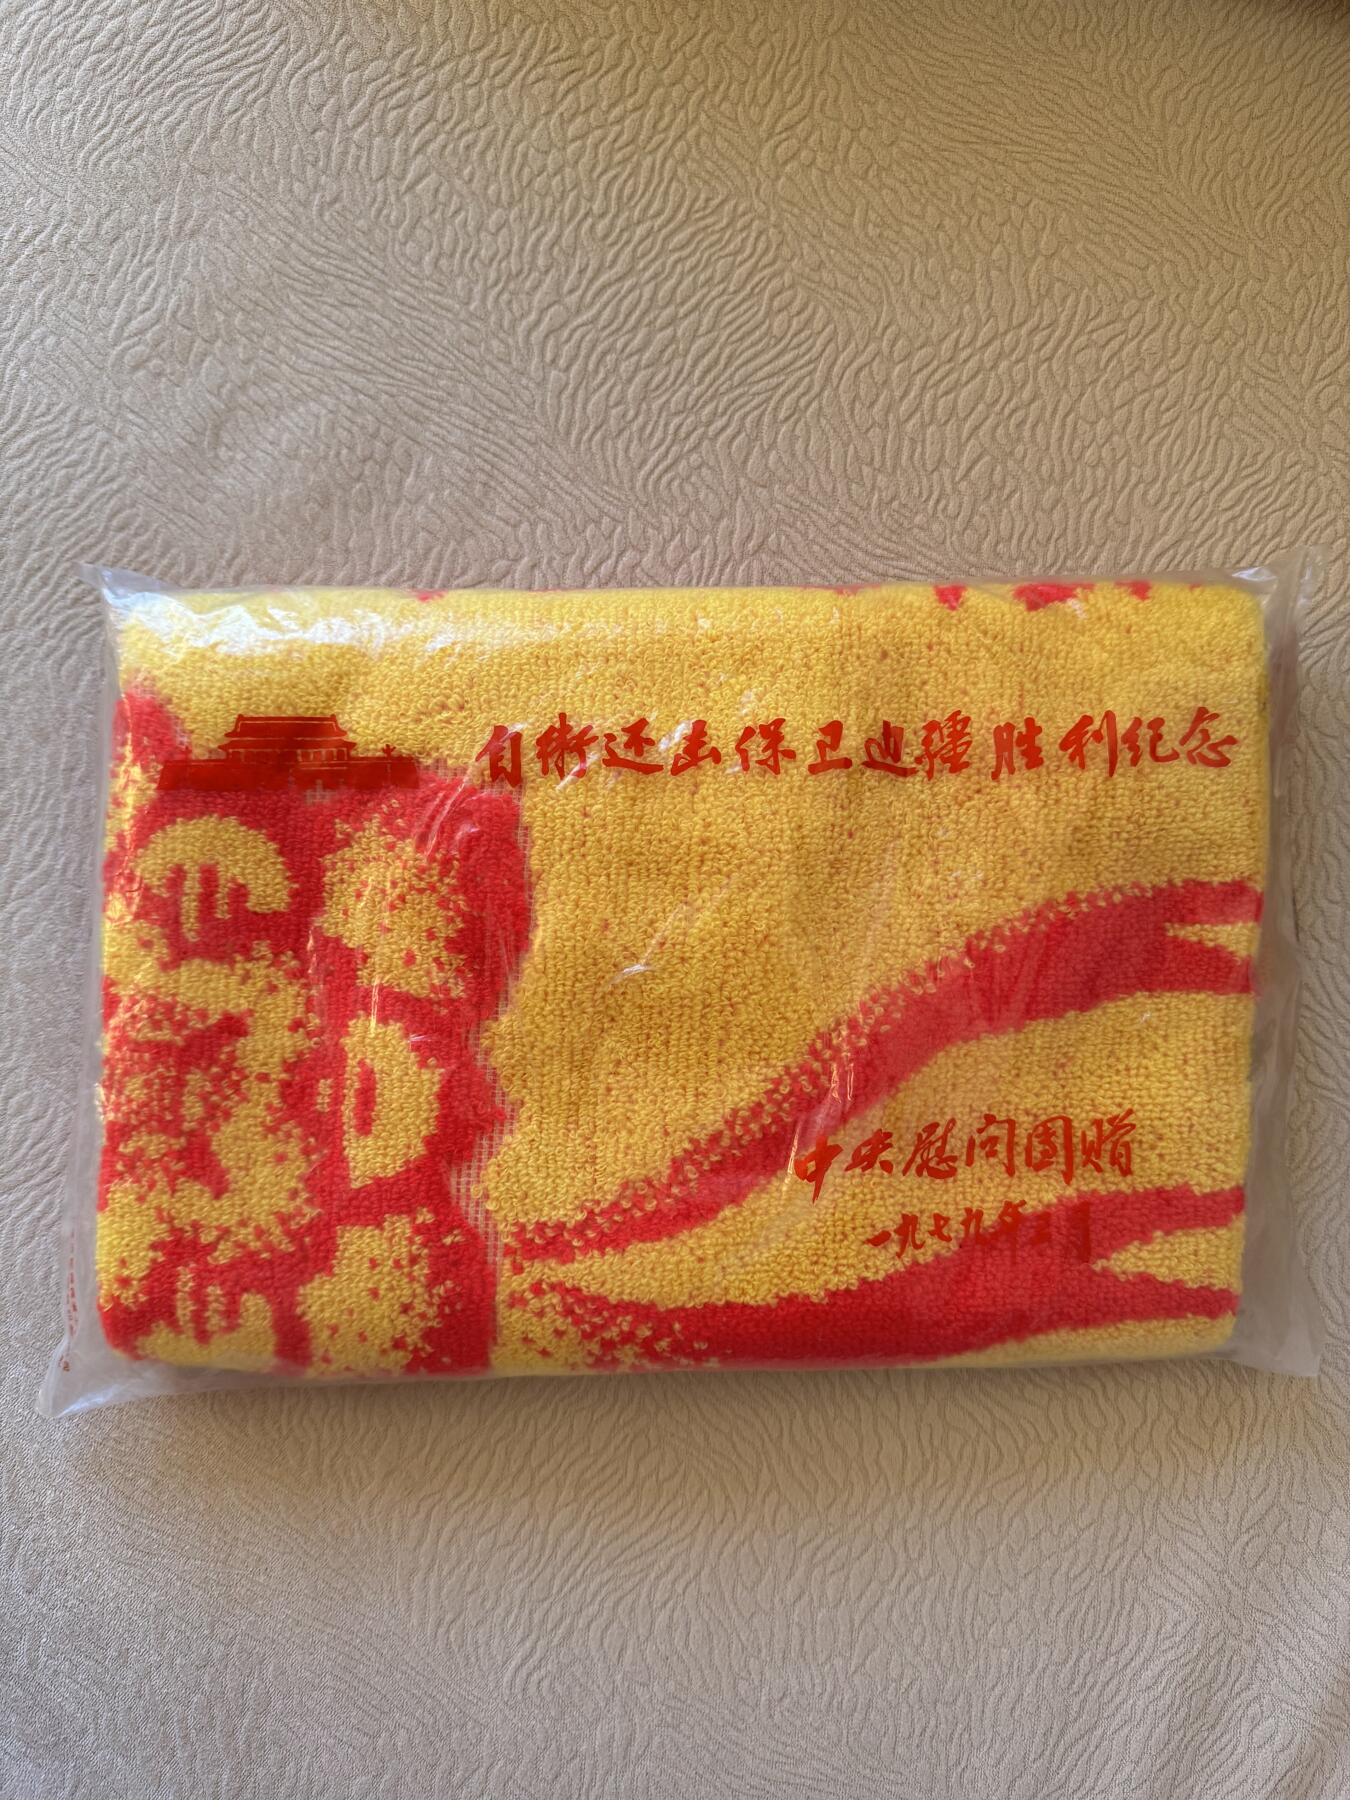 自衛还击保卫边疆胜利纪念
中央慰问团赠
一九七九年三月